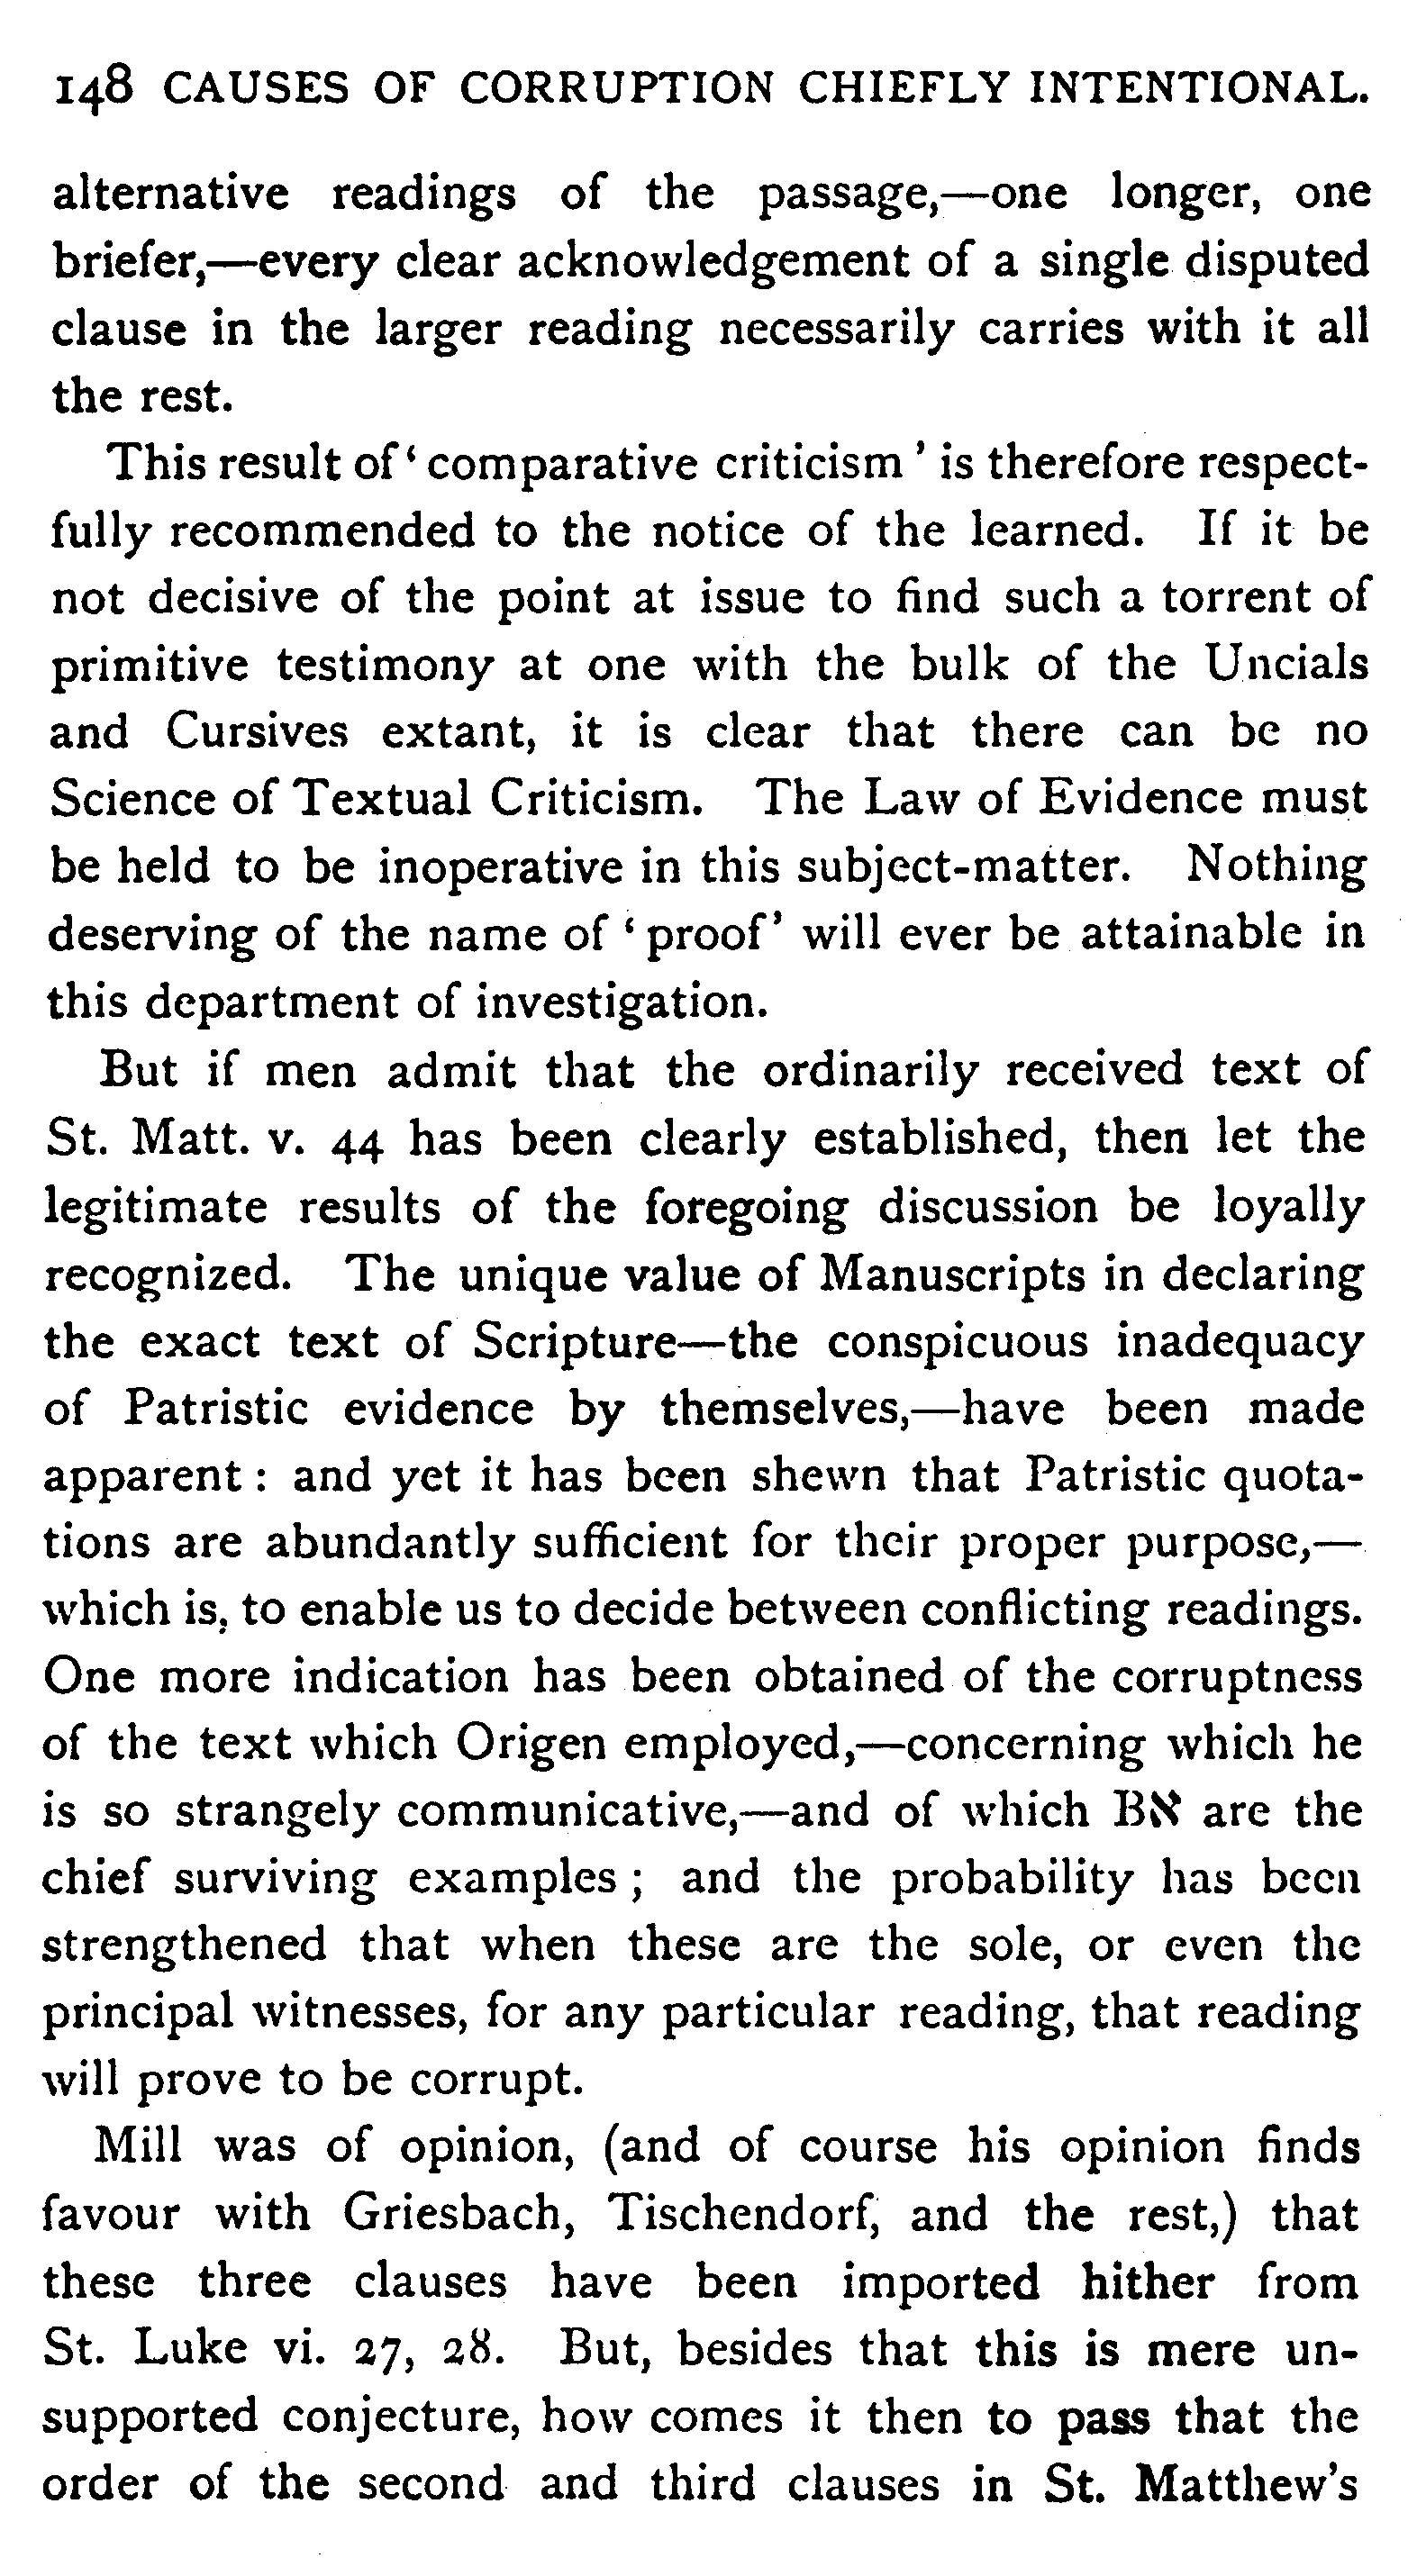 148 CAUSES OF CORRUPTION CHIEFLY INTENTIONAL.
alternative readings of the passage,—one longer, one
briefer,—every clear acknowledgement of a single disputed
clause in the larger reading necessarily carries with it all
the rest.
This result of ‘ comparative criticism ’ is therefore respect-
fully recommended to the notice of the learned. If it be
not decisive of the point at issue to find such a torrent of
primitive testimony at one with the bulk of the Uncials
and Cursives extant, it is clear that there can be no
Science of Textual Criticism. The Law of Evidence must
be held to be inoperative in this subject-matter. Nothing
deserving of the name of ‘ proof’ will ever be attainable in
this department of investigation.
But if men admit that the ordinarily received text of
St. Matt. v. 44 has been clearly established, then let the
legitimate results of the foregoing discussion be loyally
recognized. The unique value of Manuscripts in declaring
the exact text of Scripture—the conspicuous inadequacy
of Patristic evidence by themselves,—have been made
apparent : and yet it has been shewn that Patristic quota-
tions are abundantly sufficient for their proper purpose,—
which is, to enable us to decide between conflicting readings.
One more indication has been obtained of the corruptness
of the text which Origen employed,—concerning which he
is so strangely communicative,—and of which Bא are the
chief surviving examples ; and the probability has been
strengthened that when these are the sole, or even the
principal witnesses, for any particular reading, that reading
will prove to be corrupt.
Mill was of opinion, (and of course his opinion finds
favour with Griesbach, Tischendorf, and the rest,) that
these three clauses have been imported hither from
St. Luke vi. 27, 28. But, besides that this is mere un-
supported conjecture, how comes it then to pass that the
order of the second and third clauses in St. Matthew's